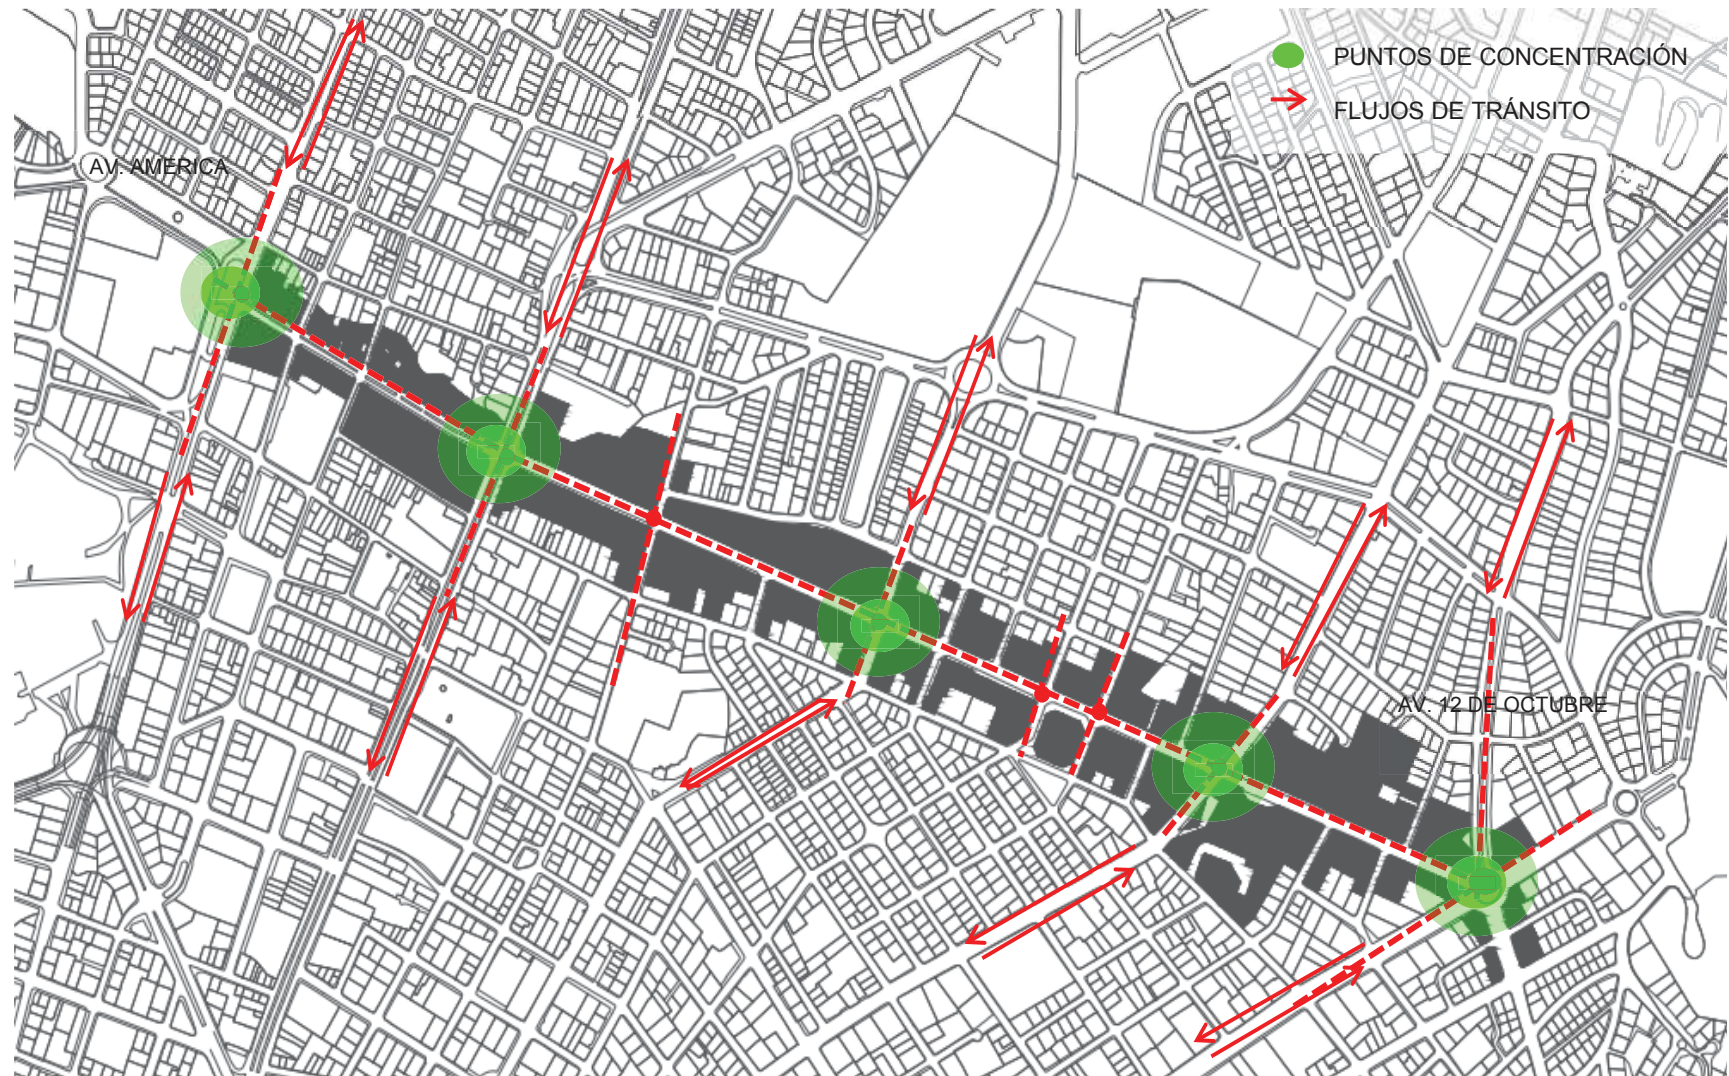 PUNTOS DE CONCENTRACIÓN
FLUJOS DE TRÁNSITO
AV. AMERICA
AV. 12 DE OCTUBRE